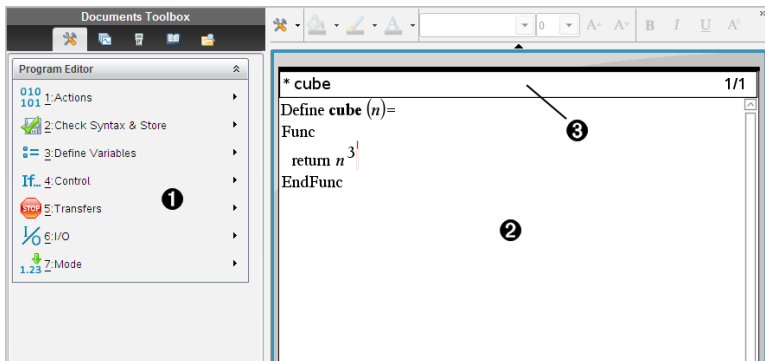 Documents Toolbox
Program Editor
010
101 1:Actions
2:Check Syntax & Store
3:Define Variables
If... 4:Control
STOP 5:Transfers
I/O 6:I/O
1.23 7:Mode
❶
0 A+ A+ B I U A
»
* cube 1/1
Define cube (n)=
Func
return n³
EndFunc
❸
❷